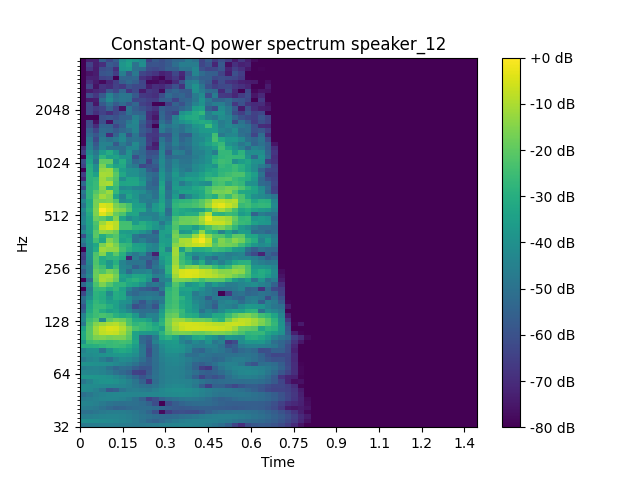 Constant-Q power spectrum speaker_12
Hz
2048
1024
512
256
128
64
32
0 0.15 0.3 0.45 0.6 0.75 0.9 1.1 1.2 1.4
Time
+0 dB
-10 dB
-20 dB
-30 dB
-40 dB
-50 dB
-60 dB
-70 dB
-80 dB